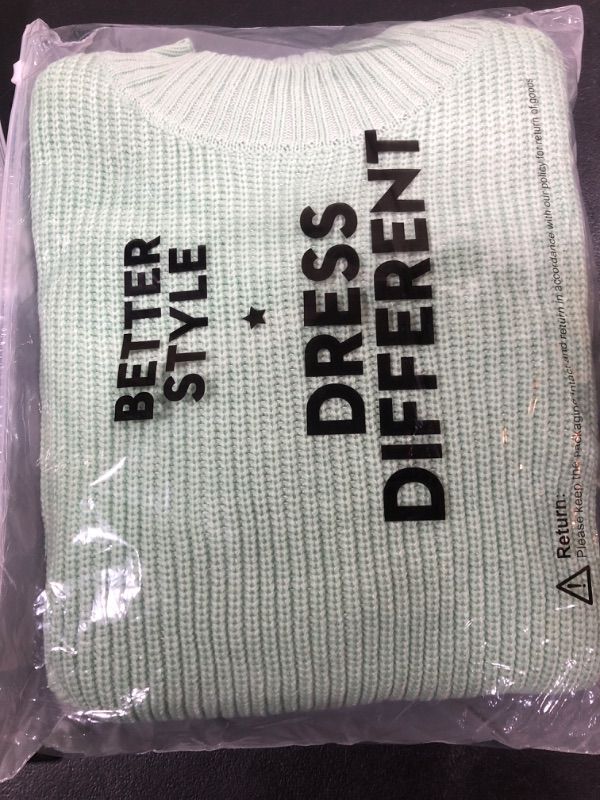 BETTER
STYLE
★
DRESS
DIFFERENT
Return:
Please keep the packaging intact and return in accordance with our policy for return of goods